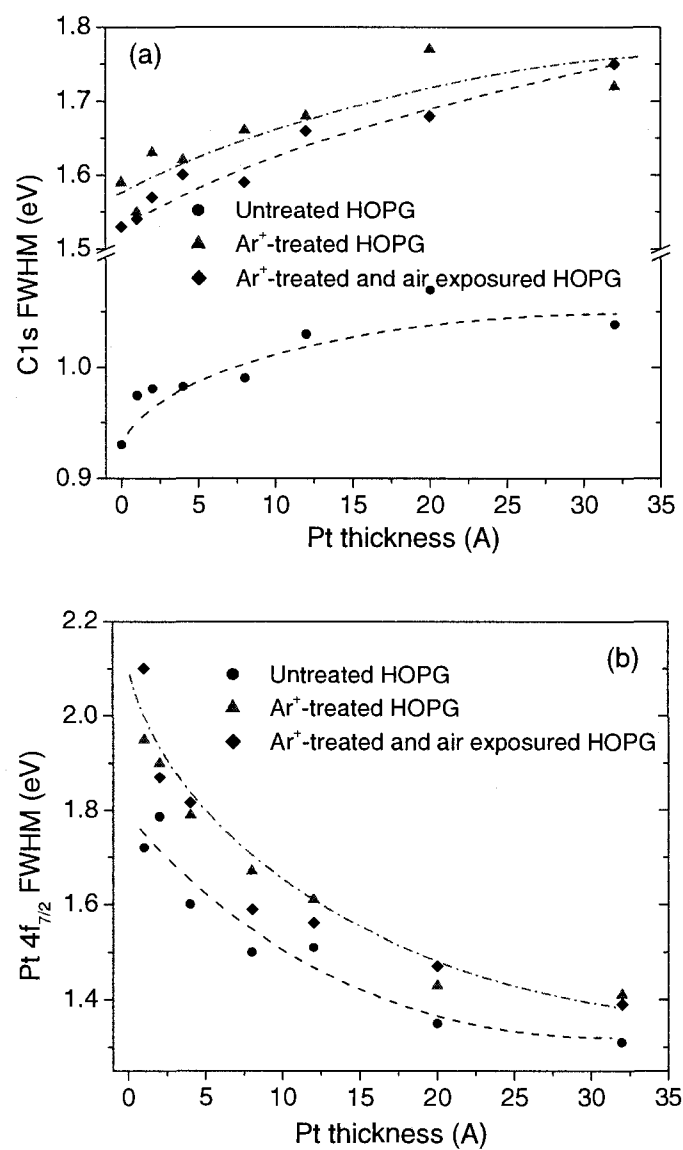 (a)
1.8
1.7
1.6
1.5
1.0
0.9
C1s FWHM (eV)
Untreated HOPG
Ar⁺-treated HOPG
Ar⁺-treated and air exposured HOPG
0 5 10 15 20 25 30 35
Pt thickness (A)
(b)
2.2
2.0
1.8
1.6
1.4
Pt 4f₇/₂ FWHM (eV)
Untreated HOPG
Ar⁺-treated HOPG
Ar⁺-treated and air exposured HOPG
0 5 10 15 20 25 30 35
Pt thickness (A)